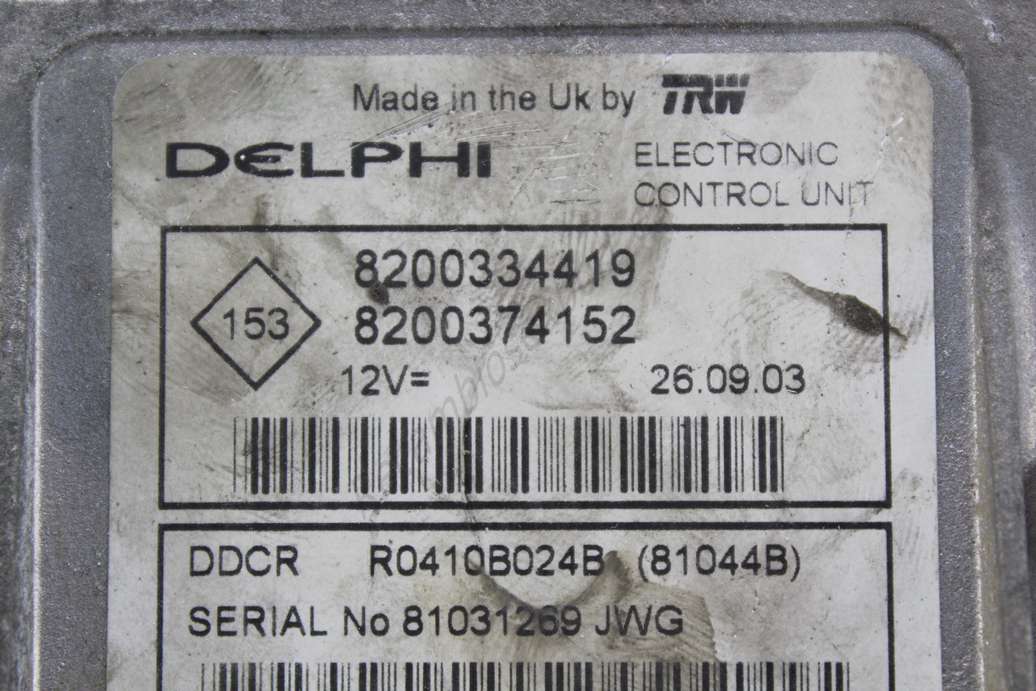 Made in the Uk by TRW
DELPHI
ELECTRONIC
CONTROL UNIT
8200334419
153
8200374152
12V= 26.09.03
DDCR R0410B024B (81044B)
SERIAL No 81031269 JWG